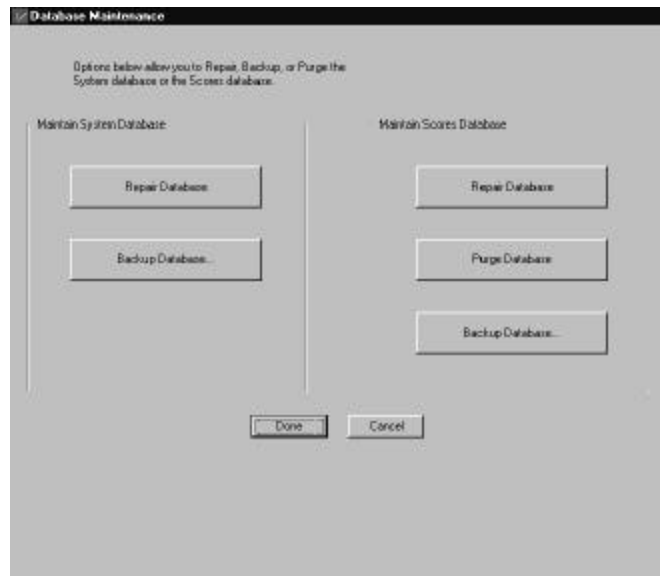 Database Maintenance
Options below allow you to Repair, Backup, or Purge the
System database or the Scores database.
Maintain System Database
Repair Database
Backup Database...
Maintain Scores Database
Repair Database
Purge Database
Backup Database...
Done
Cancel